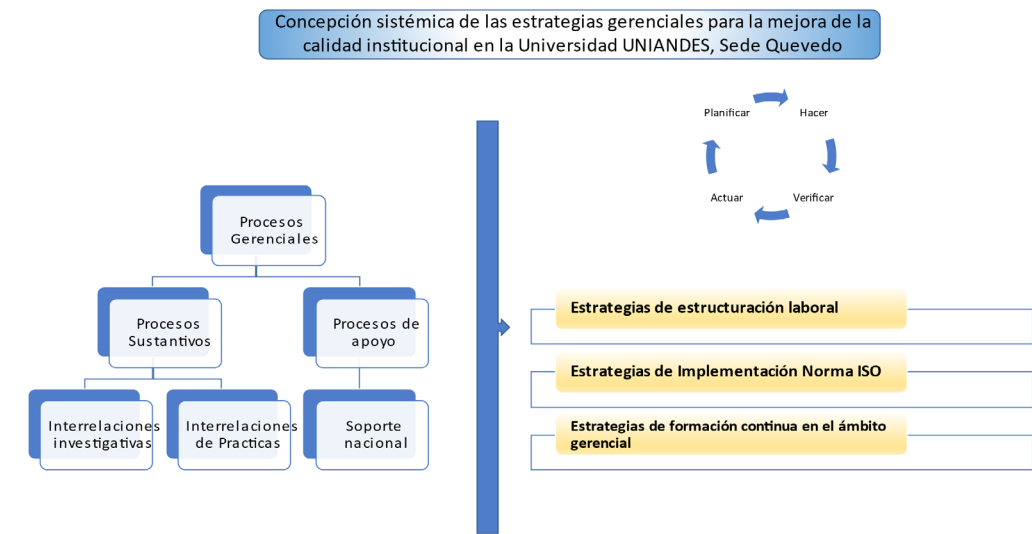 Concepción sistémica de las estrategias gerenciales para la mejora de la
calidad institucional en la Universidad UNIANDES, Sede Quevedo
Planificar
Hacer
Actuar
Verificar
Procesos
Gerenciales
Procesos
Sustantivos
Procesos de
apoyo
Interrelaciones
investigativas
Interrelaciones
de Practicas
Soporte
nacional
Estrategias de estructuración laboral
Estrategias de Implementación Norma ISO
Estrategias de formación continua en el ámbito
gerencial